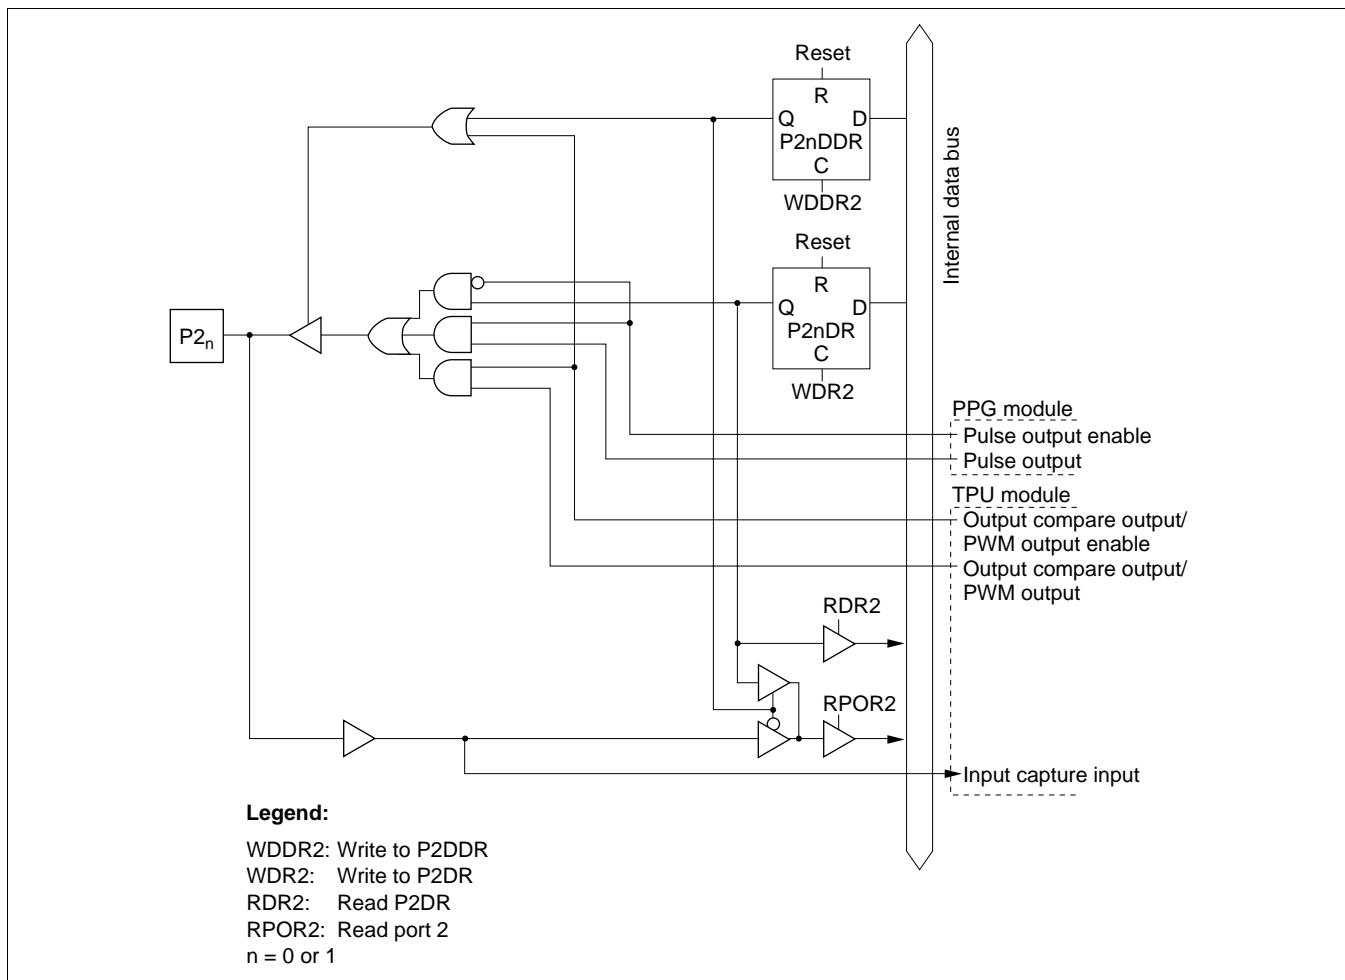 Reset
R
Q D
P2nDDR
C
WDDR2
Internal data bus
Reset
R
Q D
P2nDR
C
WDR2
P2n
PPG module
Pulse output enable
Pulse output
TPU module
Output compare output/
PWM output enable
Output compare output/
PWM output
RDR2
RPOR2
Input capture input
Legend:
WDDR2: Write to P2DDR
WDR2: Write to P2DR
RDR2: Read P2DR
RPOR2: Read port 2
n = 0 or 1